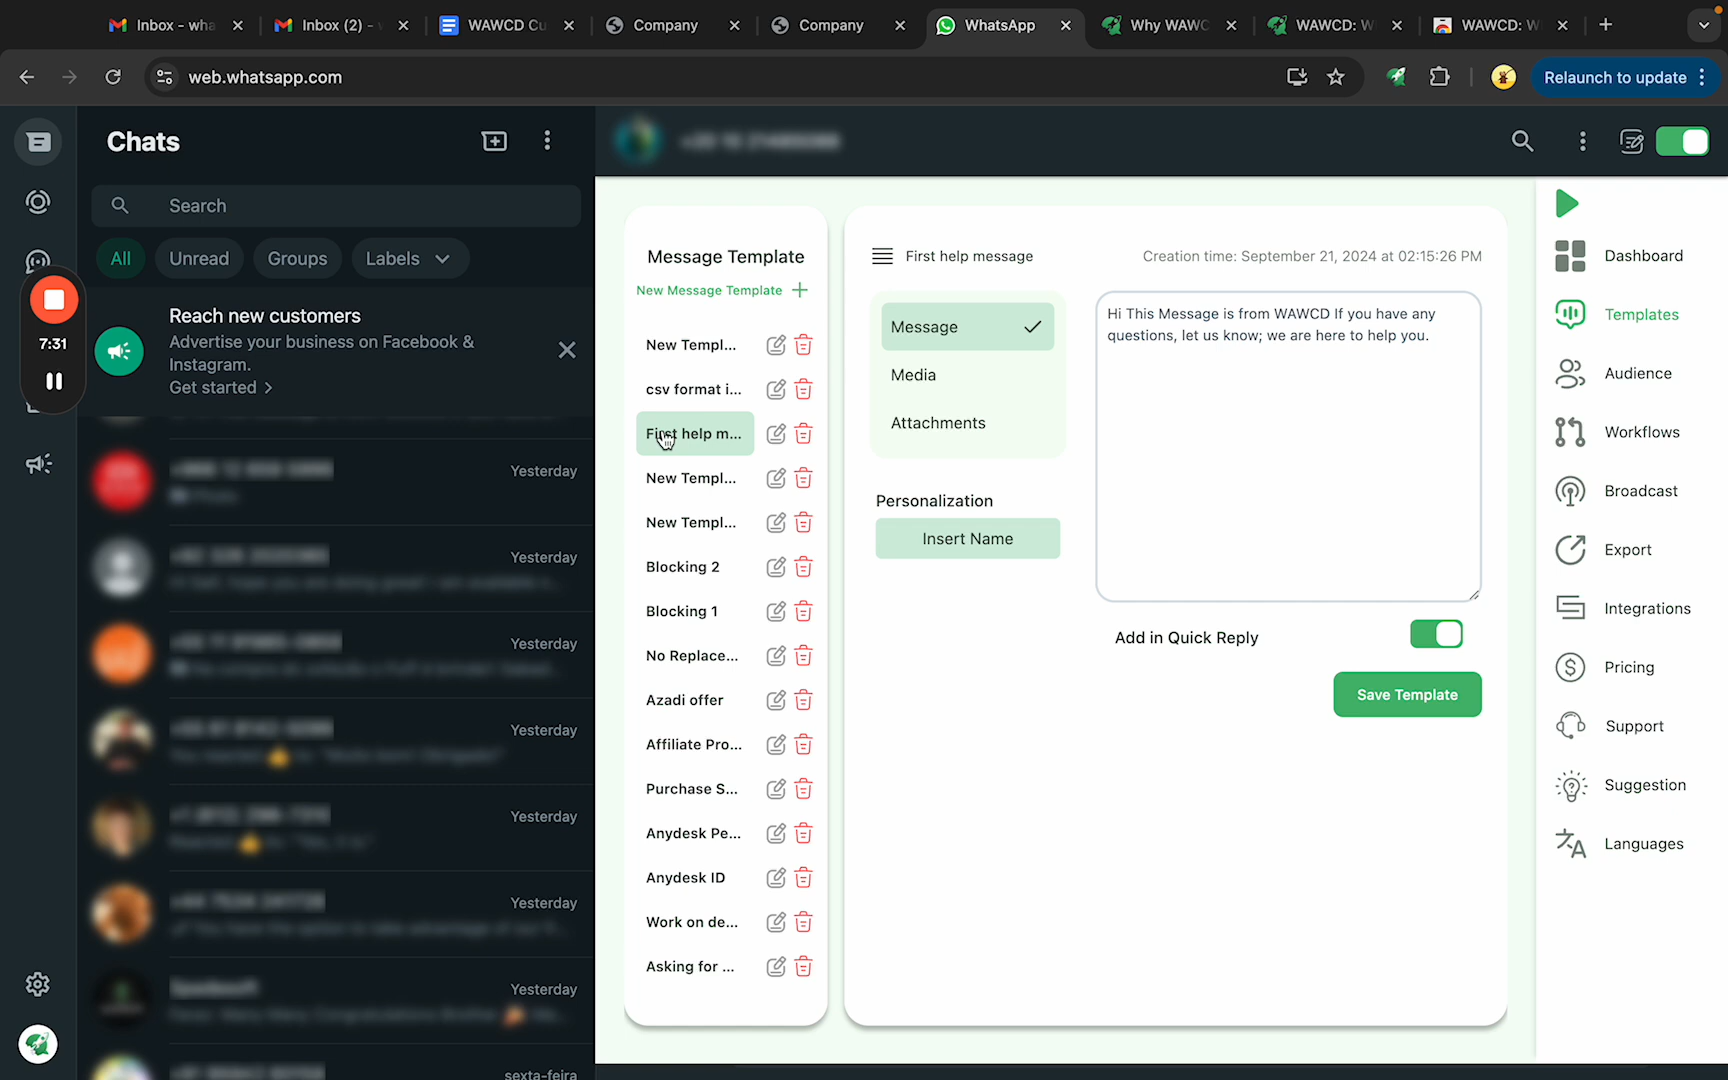 Inbox - wha
Inbox (2) -
WAWCD Cu
Company
Company
WhatsApp
Why WAWC
WAWCD: W
WAWCD: W
web.whatsapp.com
Relaunch to update
Chats
Search
All
Unread
Groups
Labels
7:31
Reach new customers
Advertise your business on Facebook &
Instagram.
Get started >
Yesterday
Yesterday
Yesterday
Yesterday
Yesterday
Yesterday
Yesterday
sexta-feira
Message Template
New Message Template +
New Templ...
csv format i...
First help m...
New Templ...
New Templ...
Blocking 2
Blocking 1
No Replace...
Azadi offer
Affiliate Pro...
Purchase S...
Anydesk Pe...
Anydesk ID
Work on de...
Asking for ...
First help message
Creation time: September 21, 2024 at 02:15:26 PM
Message
Media
Attachments
Personalization
Insert Name
Hi This Message is from WAWCD If you have any
questions, let us know; we are here to help you.
Add in Quick Reply
Save Template
Dashboard
Templates
Audience
Workflows
Broadcast
Export
Integrations
Pricing
Support
Suggestion
Languages